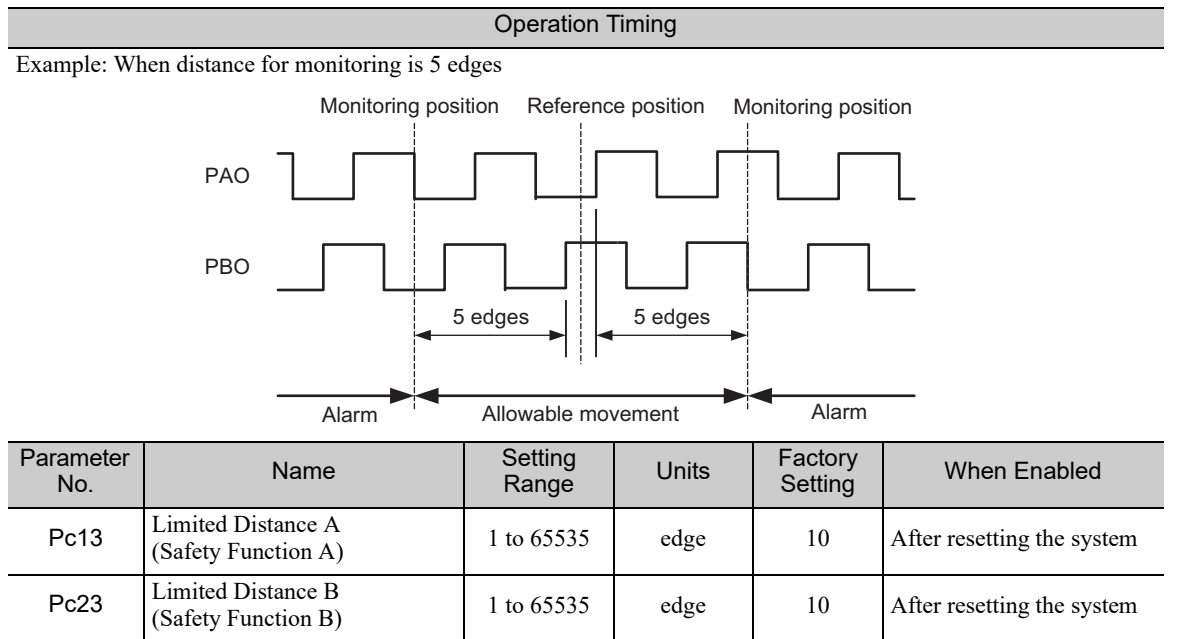 Operation Timing
Example: When distance for monitoring is 5 edges
Monitoring position Reference position Monitoring position
PAO
PBO
5 edges 5 edges
Alarm Allowable movement Alarm
Parameter No. Name Setting Range Units Factory Setting When Enabled
Pc13 Limited Distance A (Safety Function A) 1 to 65535 edge 10 After resetting the system
Pc23 Limited Distance B (Safety Function B) 1 to 65535 edge 10 After resetting the system